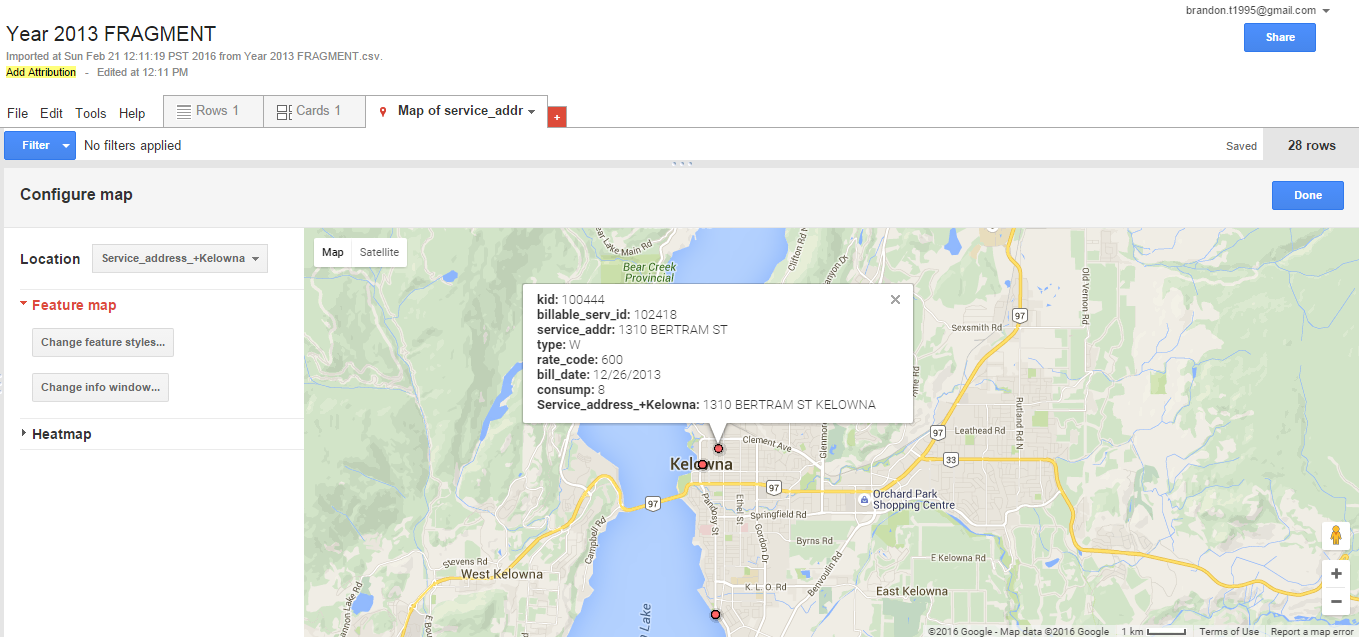 brandon.t1995@gmail.com
Year 2013 FRAGMENT
Share
Imported at Sun Feb 21 12:11:19 PST 2016 from Year 2013 FRAGMENT.csv.
Add Attribution - Edited at 12:11 PM
File Edit Tools Help
Rows 1
Cards 1
Map of service_addr
+
Filter
No filters applied
Saved
28 rows
Configure map
Done
Location
Service_address_+Kelowna
Feature map
Change feature styles...
Change info window...
Heatmap
Map
Satellite
Lake Main Rd
Bear Creek
Provincial
Clifton Rd N
kid: 100444
billable_serv_id: 102418
service_addr: 1310 BERTRAM ST
type: W
rate_code: 600
bill_date: 12/26/2013
consump: 8
Service_address_+Kelowna: 1310 BERTRAM ST KELOWNA
Old Vernon Rd
97
Sexsmith Rd
Rutland Rd N
97
Leathead Rd
33
Clement Ave
Kelowna
97
97
Orchard Park
Shopping Centre
Pandosy St
Ethel St
Springfield Rd
Gordon Dr
Byrns Rd
Benvoulin Rd
E Kelowna Rd
K. L. O. Rd
East Kelowna
Campbell Rd
Stevens Rd
West Kelowna
Lake
+
−
©2016 Google - Map data ©2016 Google
1 km
Terms of Use
Report a map error